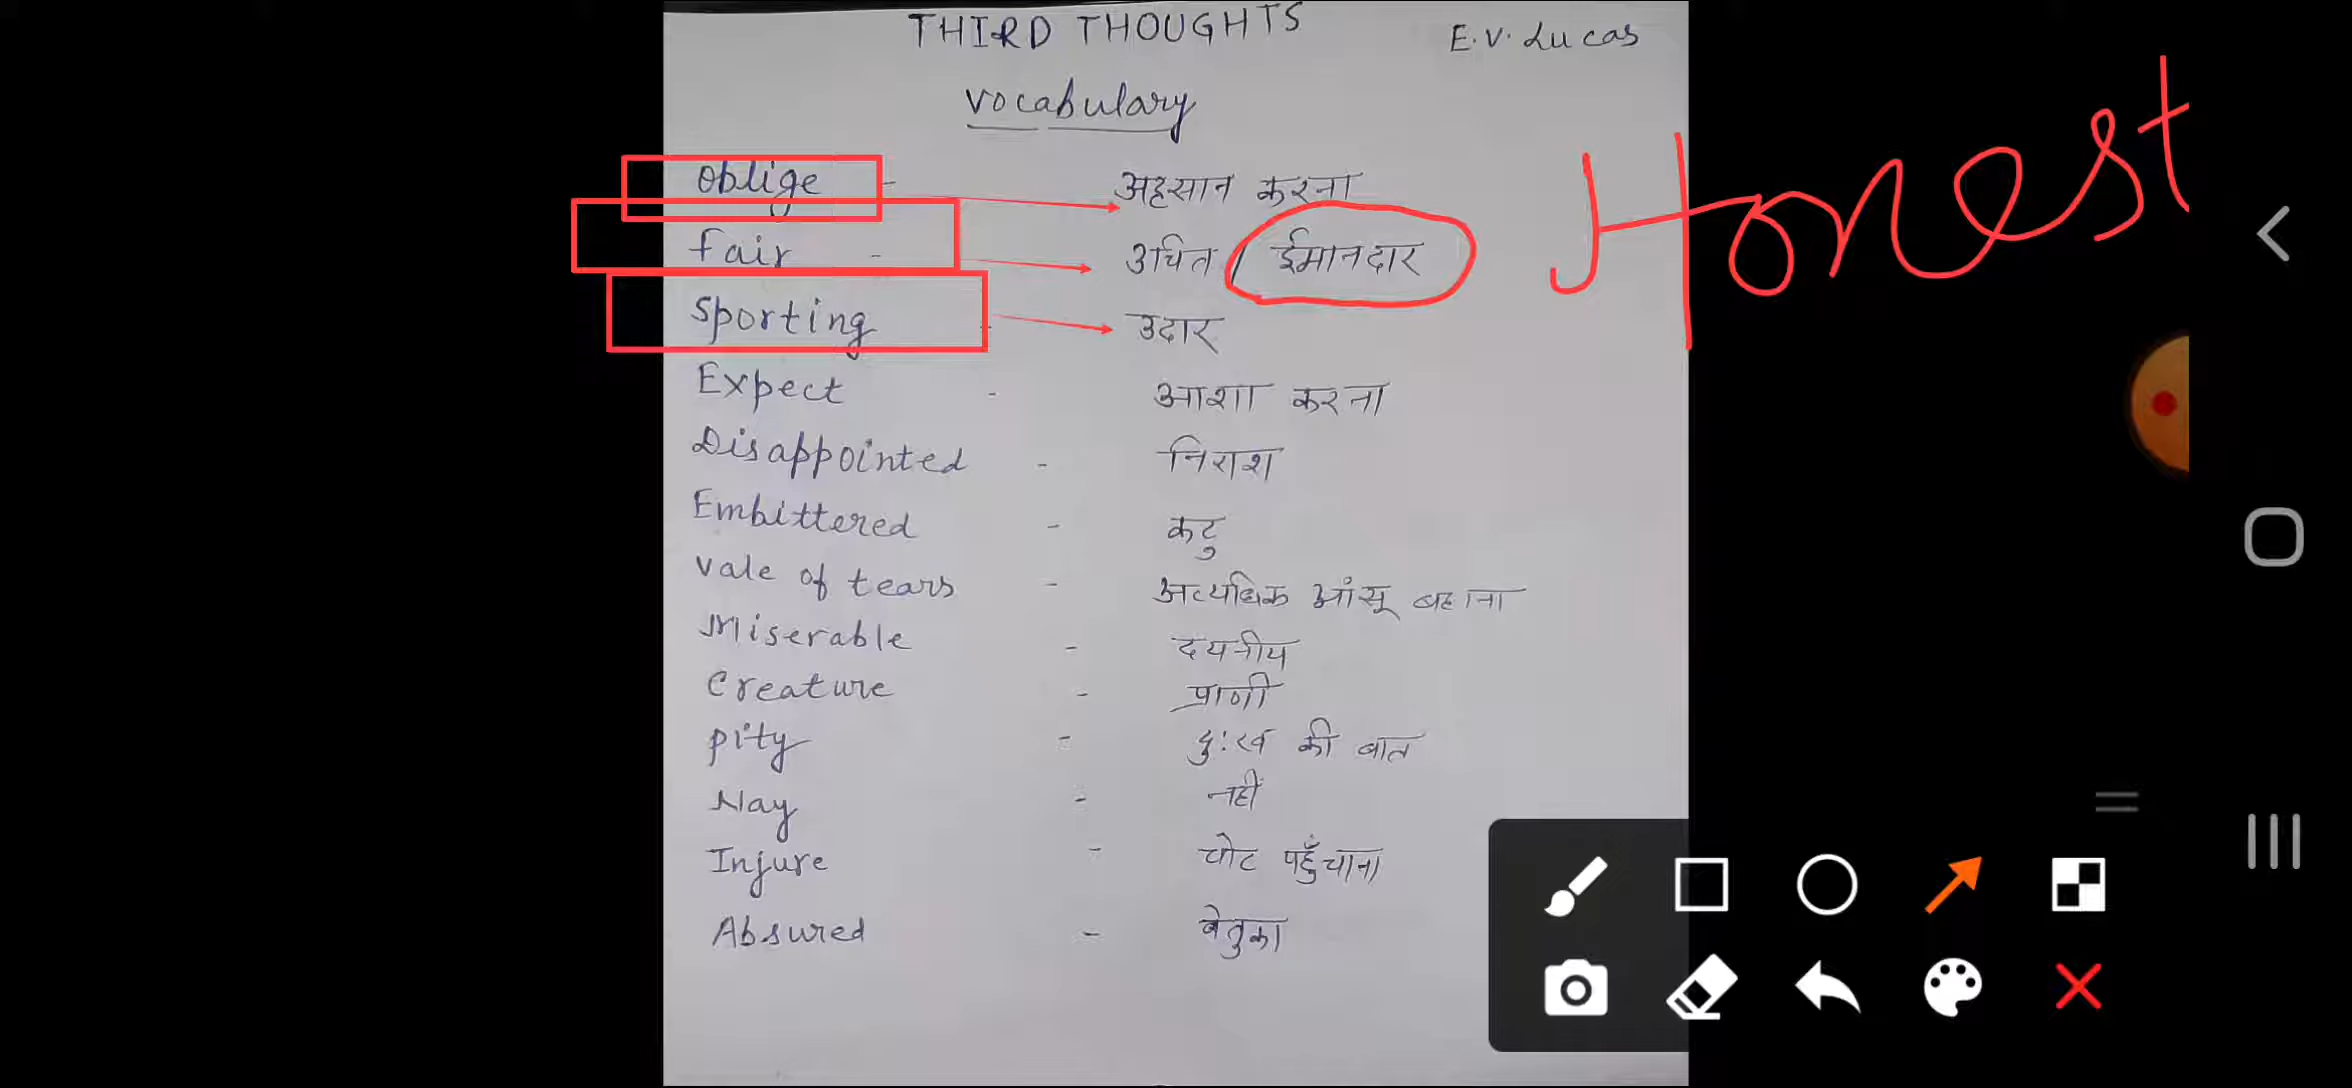 THIRD THOUGHTS
E.V. Lucas
Vocabulary
Honest
Oblige - अहसान करना
fair - उचित / ईमानदार
Sporting - उदार
Expect - आशा करना
Disappointed - निराश
Embittered - कटु
Vale of tears - अत्यधिक आंसू बहाना
Miserable - दयनीय
Creature - प्राणी
pity - दु:ख की बात
Nay - नहीं
Injure - चोट पहुँचाना
Absured - बेतुका